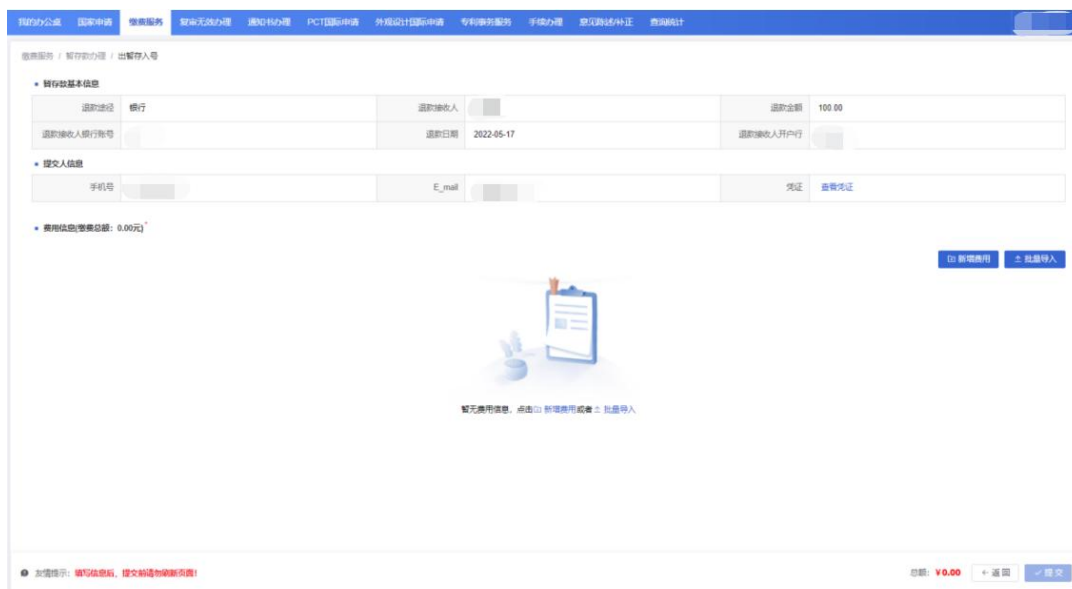 我的办公桌 国家申请 缴费服务 复审无效办理 通知书办理 PCT国际申请 外观设计国际申请 专利事务服务 手续办理 意见陈述/补正 查询统计
缴费服务 / 暂存款办理 / 出暂存入号
暂存款基本信息
退款途径 银行 退款接收人 退款金额 100.00
退款接收人银行账号 退款日期 2022-05-17 退款接收人开户行
提交人信息
手机号 E_mail 凭证 查看凭证
费用信息(缴费总额：0.00元)*
新增费用 批量导入
暂无费用信息，点击 新增费用或者 批量导入
友情提示：填写信息后，提交前请勿刷新页面！
总额：￥0.00 返回 提交